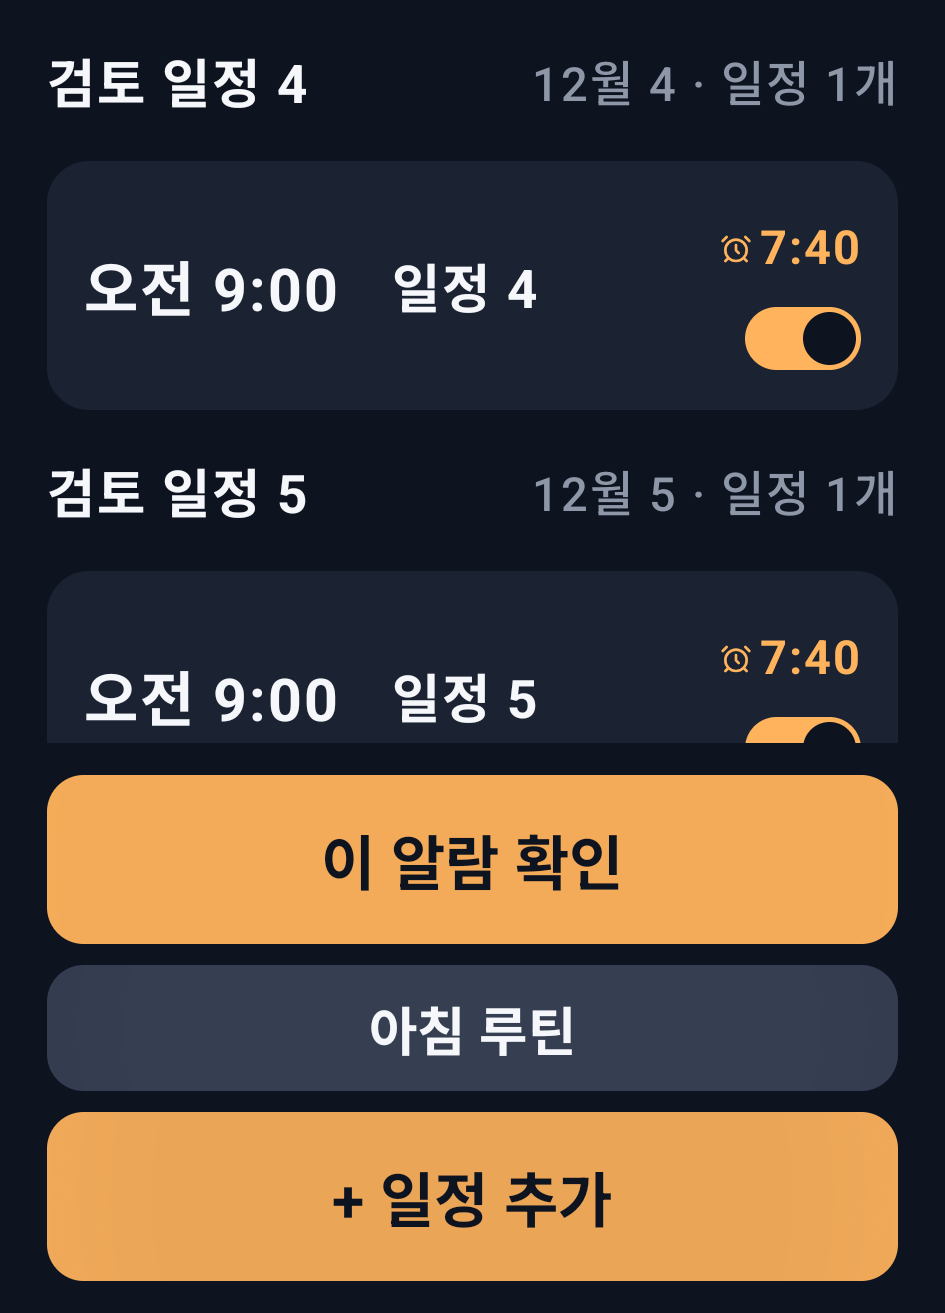 검토 일정 4
12월 4 · 일정 1개
오전 9:00
일정 4
7:40
검토 일정 5
12월 5 · 일정 1개
오전 9:00
일정 5
7:40
이 알람 확인
아침 루틴
+ 일정 추가